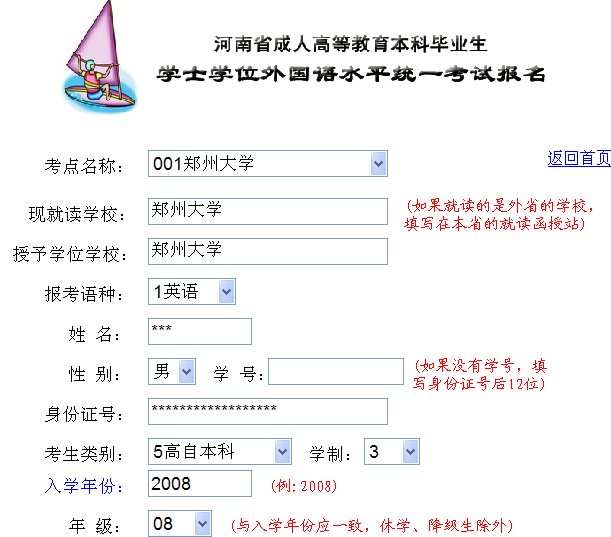 河南省成人高等教育本科毕业生
学士学位外国语水平统一考试报名
返回首页
考点名称： 001郑州大学
现就读学校： 郑州大学 (如果就读的是外省的学校，
填写在本省的就读函授站)
授予学位学校： 郑州大学
报考语种： 1英语
姓 名： ***
性 别： 男 学 号： (如果没有学号，填
写身份证号后12位)
身份证号： ******************
考生类别： 5高自本科 学制： 3
入学年份： 2008 (例: 2008)
年 级： 08 (与入学年份应一致，休学、降级生除外)